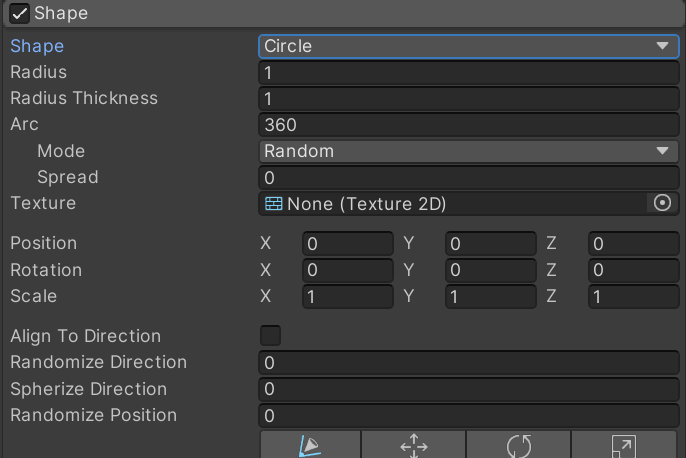 Shape
Shape Circle
Radius 1
Radius Thickness 1
Arc 360
Mode Random
Spread 0
Texture None (Texture 2D)
Position X 0 Y 0 Z 0
Rotation X 0 Y 0 Z 0
Scale X 1 Y 1 Z 1
Align To Direction
Randomize Direction 0
Spherize Direction 0
Randomize Position 0